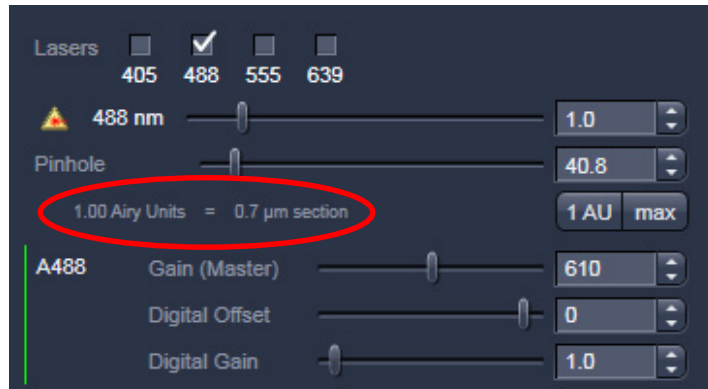 Lasers
405 488 555 639
488 nm 1.0
Pinhole 40.8
1.00 Airy Units = 0.7 µm section 1 AU max
A488 Gain (Master) 610
Digital Offset 0
Digital Gain 1.0